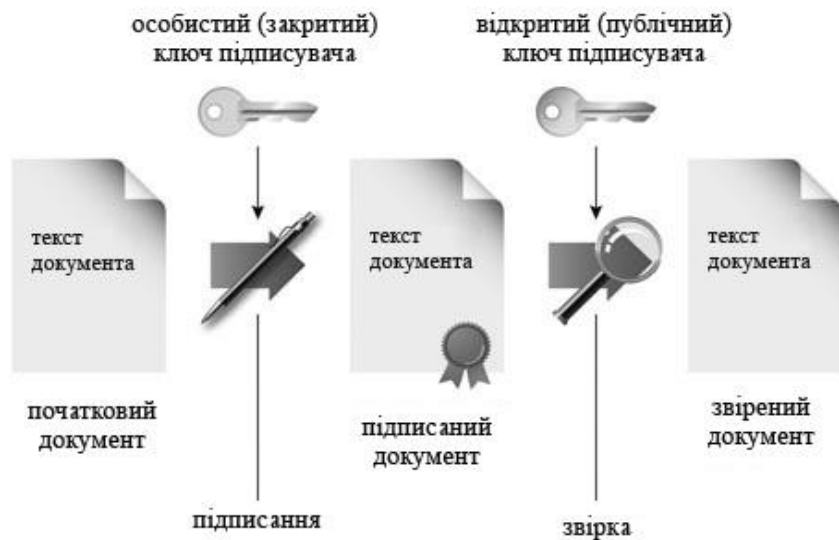 особистий (закритий)
ключ підписувача
відкритий (публічний)
ключ підписувача
текст
документа
текст
документа
текст
документа
початковий
документ
підписаний
документ
звірений
документ
підписання
звірка